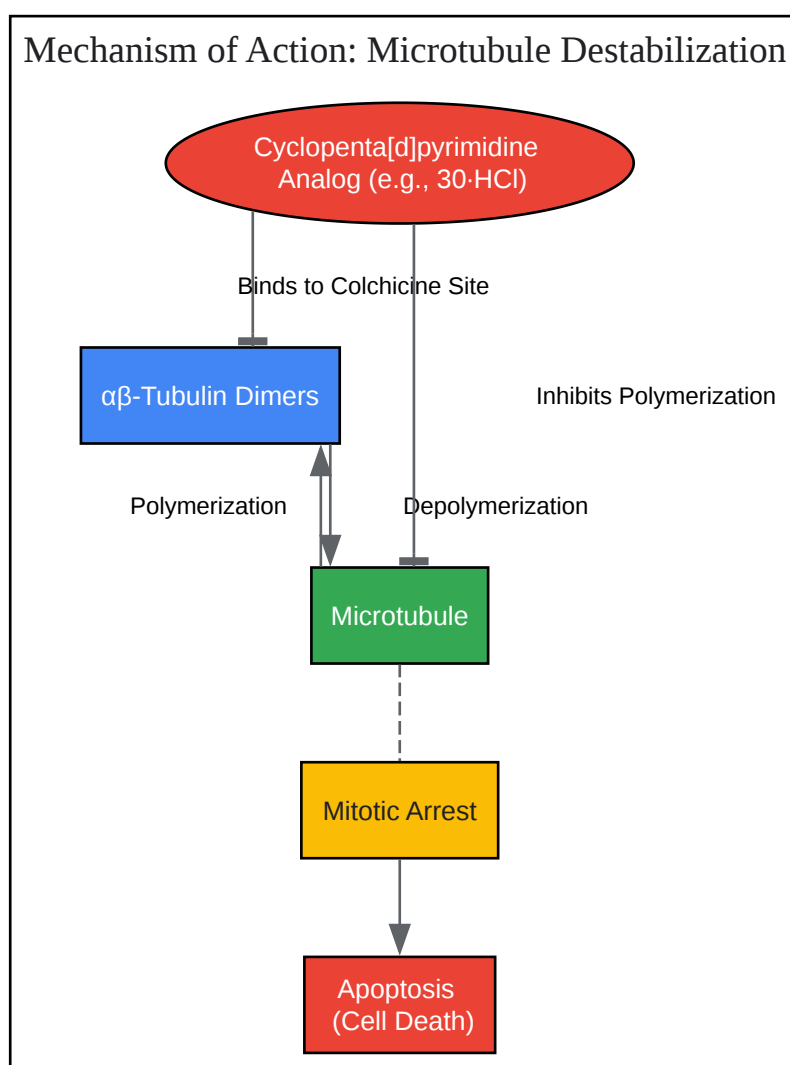 Mechanism of Action: Microtubule Destabilization
Cyclopenta[d]pyrimidine
Analog (e.g., 30·HCl)
Binds to Colchicine Site
αβ-Tubulin Dimers
Inhibits Polymerization
Polymerization
Depolymerization
Microtubule
Mitotic Arrest
Apoptosis
(Cell Death)